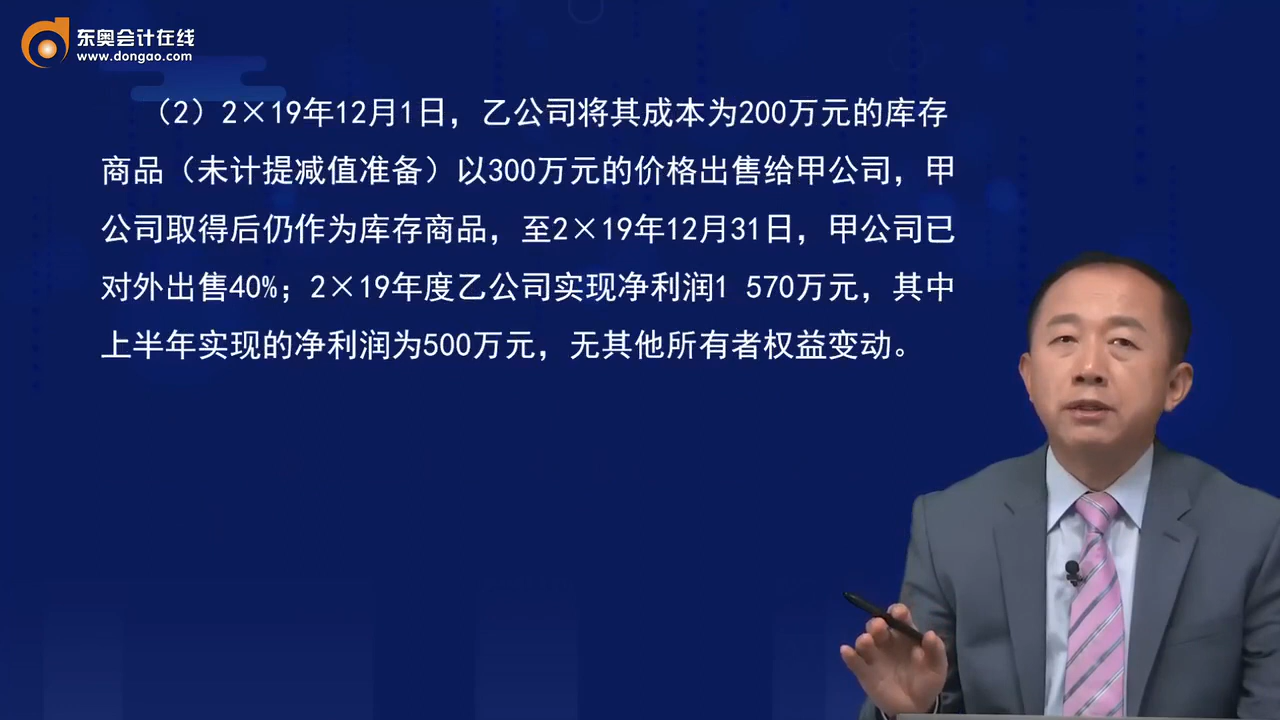 东奥会计在线
www.dongao.com
（2）2×19年12月1日，乙公司将其成本为200万元的库存
商品（未计提减值准备）以300万元的价格出售给甲公司，甲
公司取得后仍作为库存商品，至2×19年12月31日，甲公司已
对外出售40%；2×19年度乙公司实现净利润1 570万元，其中
上半年实现的净利润为500万元，无其他所有者权益变动。